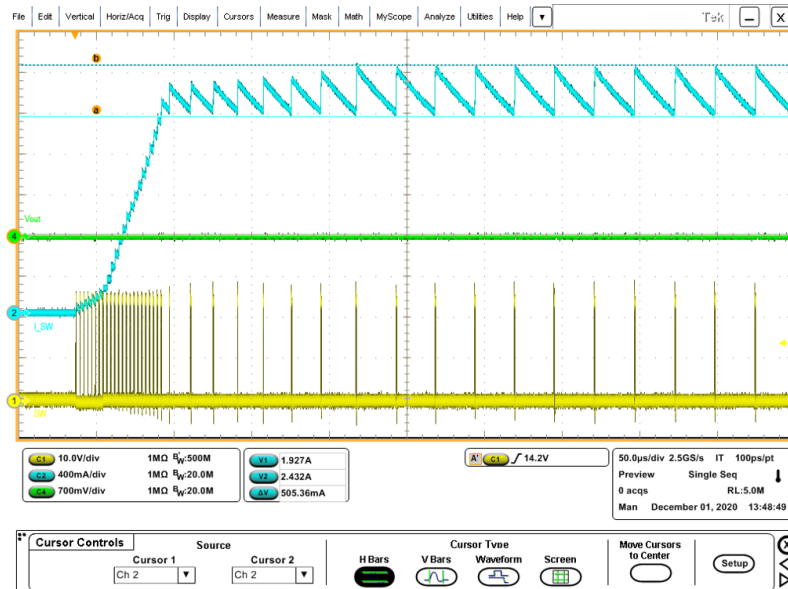 File Edit Vertical Horiz/Acq Trig Display Cursors Measure Mask Math MyScope Analyze Utilities Help Tek X
b
a
Vout
4
2
I_SW
1
SW
C1 10.0V/div 1MΩ BW:500M
C2 400mA/div 1MΩ BW:20.0M
C4 700mV/div 1MΩ BW:20.0M
V1 1.927A
V2 2.432A
ΔV 505.36mA
A' C1 14.2V
50.0μs/div 2.5GS/s IT 100ps/pt
Preview Single Seq
0 acqs RL:5.0M
Man December 01, 2020 13:48:49
Cursor Controls
Source
Cursor 1 Cursor 2
Ch 2 Ch 2
Cursor Type
H Bars V Bars Waveform Screen
Move Cursors
to Center
Setup
X